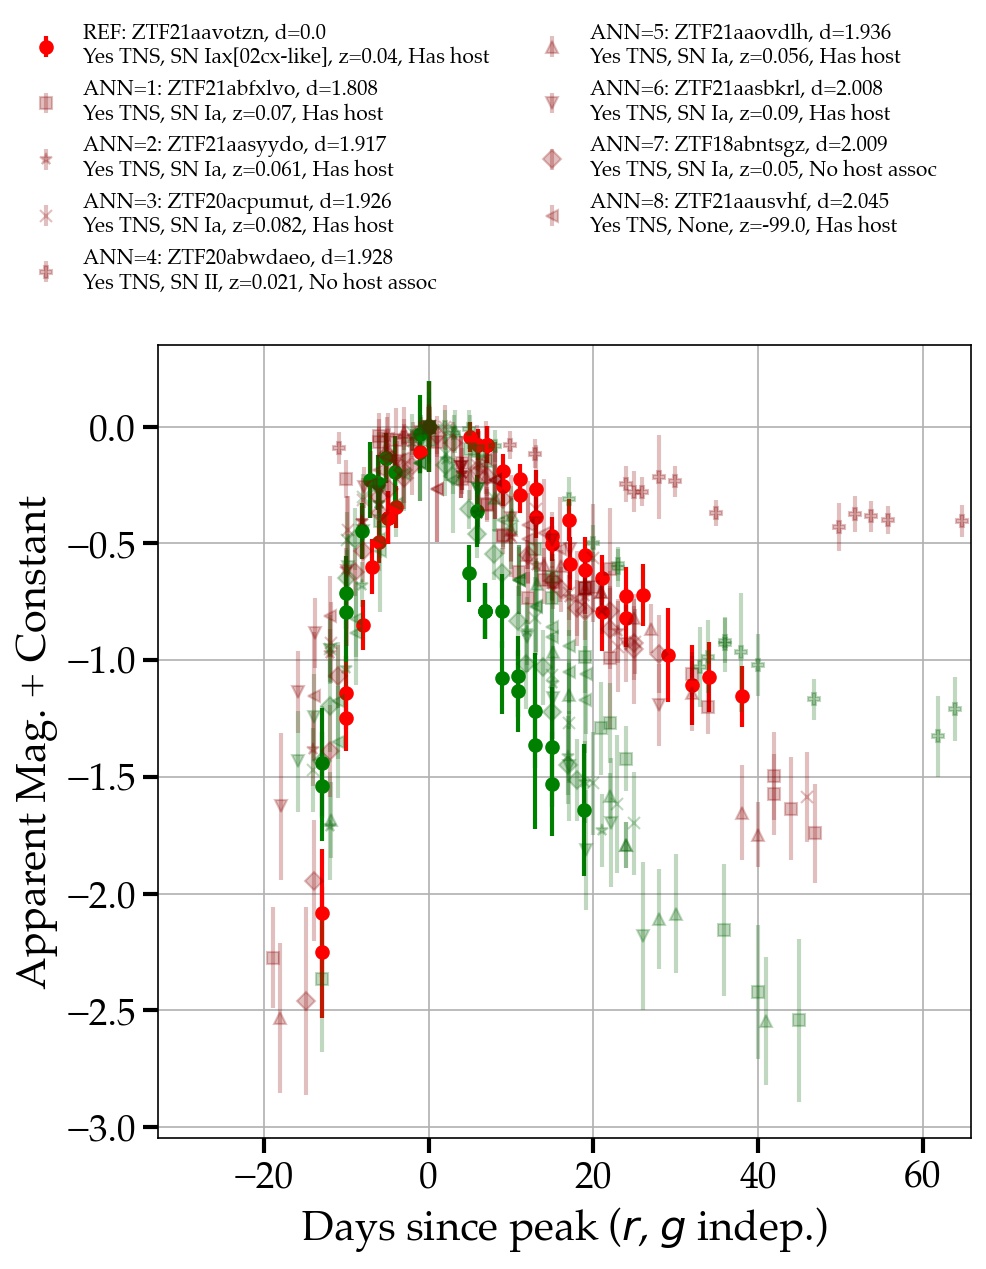 REF: ZTF21aavotzn, d=0.0
Yes TNS, SN Iax[02cx-like], z=0.04, Has host
ANN=1: ZTF21abfxlvo, d=1.808
Yes TNS, SN Ia, z=0.07, Has host
ANN=2: ZTF21aasyydo, d=1.917
Yes TNS, SN Ia, z=0.061, Has host
ANN=3: ZTF20acpumut, d=1.926
Yes TNS, SN Ia, z=0.082, Has host
ANN=4: ZTF20abwdaeo, d=1.928
Yes TNS, SN II, z=0.021, No host assoc
ANN=5: ZTF21aaovdlh, d=1.936
Yes TNS, SN Ia, z=0.056, Has host
ANN=6: ZTF21aasbkrl, d=2.008
Yes TNS, SN Ia, z=0.09, Has host
ANN=7: ZTF18abntsgz, d=2.009
Yes TNS, SN Ia, z=0.05, No host assoc
ANN=8: ZTF21aausvhf, d=2.045
Yes TNS, None, z=-99.0, Has host
Apparent Mag. + Constant
0.0
−0.5
−1.0
−1.5
−2.0
−2.5
−3.0
−20
0
20
40
60
Days since peak (r, g indep.)